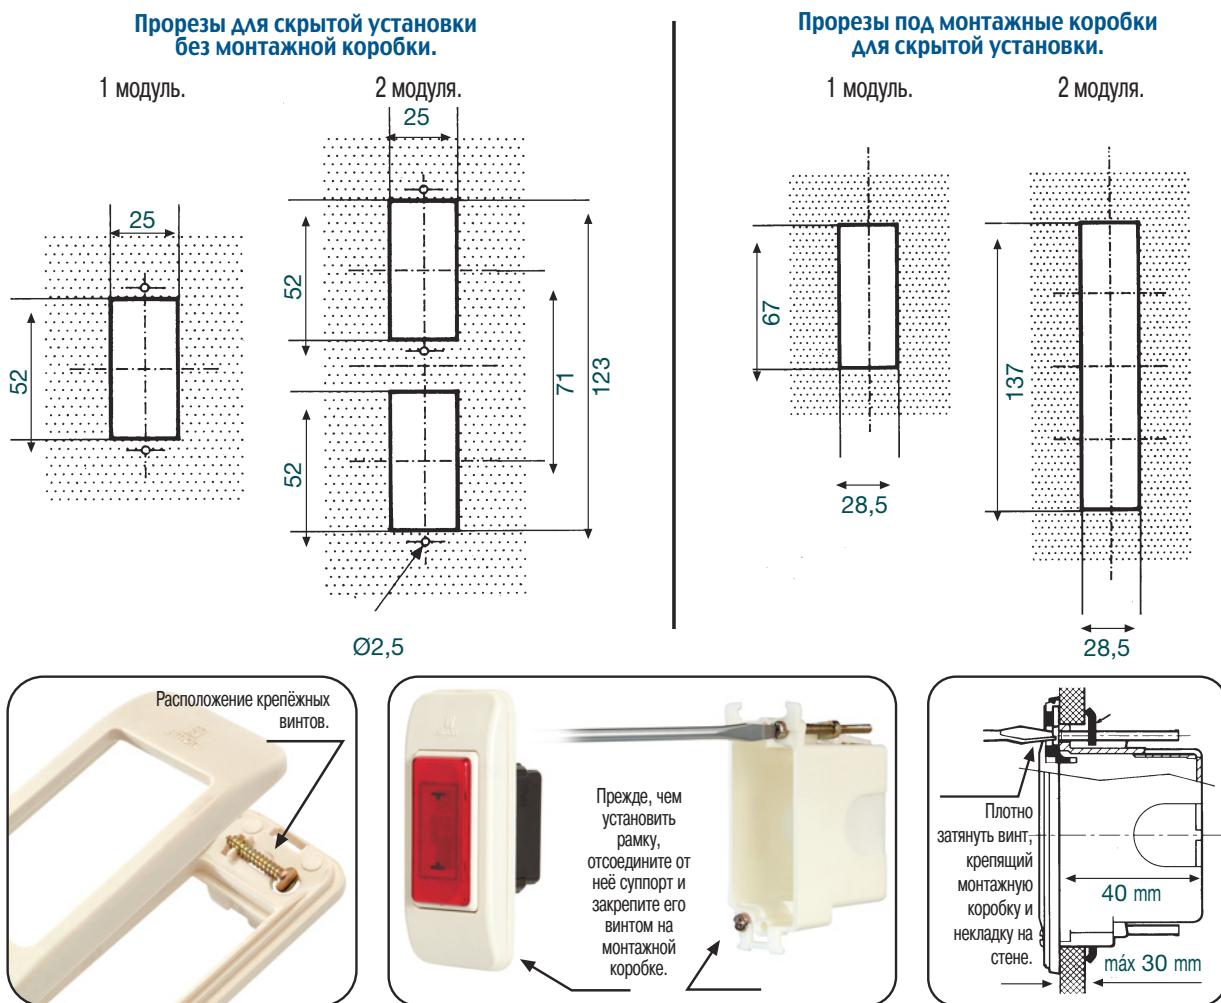 Прорезы для скрытой установки
без монтажной коробки.
1 модуль.
2 модуля.
25
52
25
52
52
71
123
Ø2,5
Прорезы под монтажные коробки
для скрытой установки.
1 модуль.
2 модуля.
67
28,5
137
28,5
Расположение крепёжных
винтов.
Прежде, чем
установить
рамку,
отсоедините от
неё суппорт и
закрепите его
винтом на
монтажной
коробке.
Плотно
затянуть винт,
крепящий
монтажную
коробку и
некладку на
стене.
40 mm
máx 30 mm